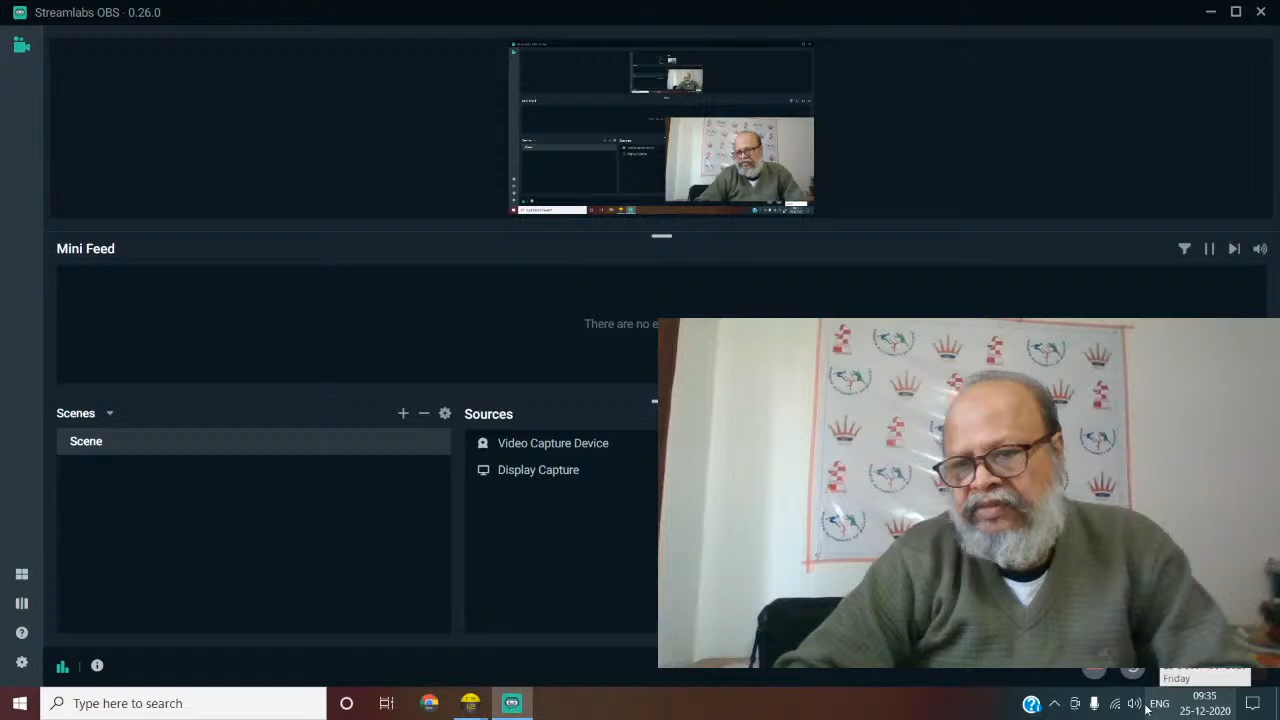 Streamlabs OBS - 0.26.0
Mini Feed
There are no e
Scenes
Sources
Scene
Video Capture Device
Display Capture
Friday
Type here to search
ENG
09:35
25-12-2020